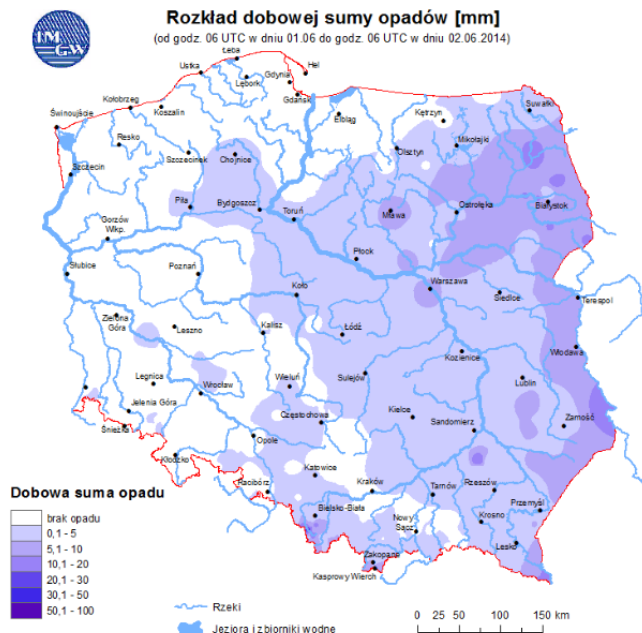 IM
GW
Rozkład dobowej sumy opadów [mm]
(od godz. 06 UTC w dniu 01.06 do godz. 06 UTC w dniu 02.06.2014)
Łeba
Hel
Ustka
Gdynia
Lębork
Gdańsk
Suwałki
Kołobrzeg
Koszalin
Elbląg
Kętrzyn
Świnoujście
Resko
Mikołajki
Olsztyn
Szczecinek
Chojnice
Szczecin
Piła
Bydgoszcz
Toruń
Mława
Ostrołęka
Białystok
Gorzów
Wlkp.
Płock
Słubice
Poznań
Koło
Warszawa
Siedlce
Terespol
Zielona
Góra
Leszno
Kalisz
Łódź
Kozienice
Włodawa
Legnica
Wrocław
Wieluń
Sulejów
Lublin
Jelenia Góra
Częstochowa
Kielce
Sandomierz
Zamość
Śnieżka
Opole
Kłodzko
Katowice
Racibórz
Kraków
Tarnów
Rzeszów
Przemyśl
Bielsko-Biała
Nowy
Sącz
Krosno
Lesko
Zakopane
Kasprowy Wierch
Dobowa suma opadu
brak opadu
0,1 - 5
5,1 - 10
10,1 - 20
20,1 - 30
30,1 - 50
50,1 - 100
Rzeki
Jeziora i zbiorniki wodne
0 25 50 100 150 km